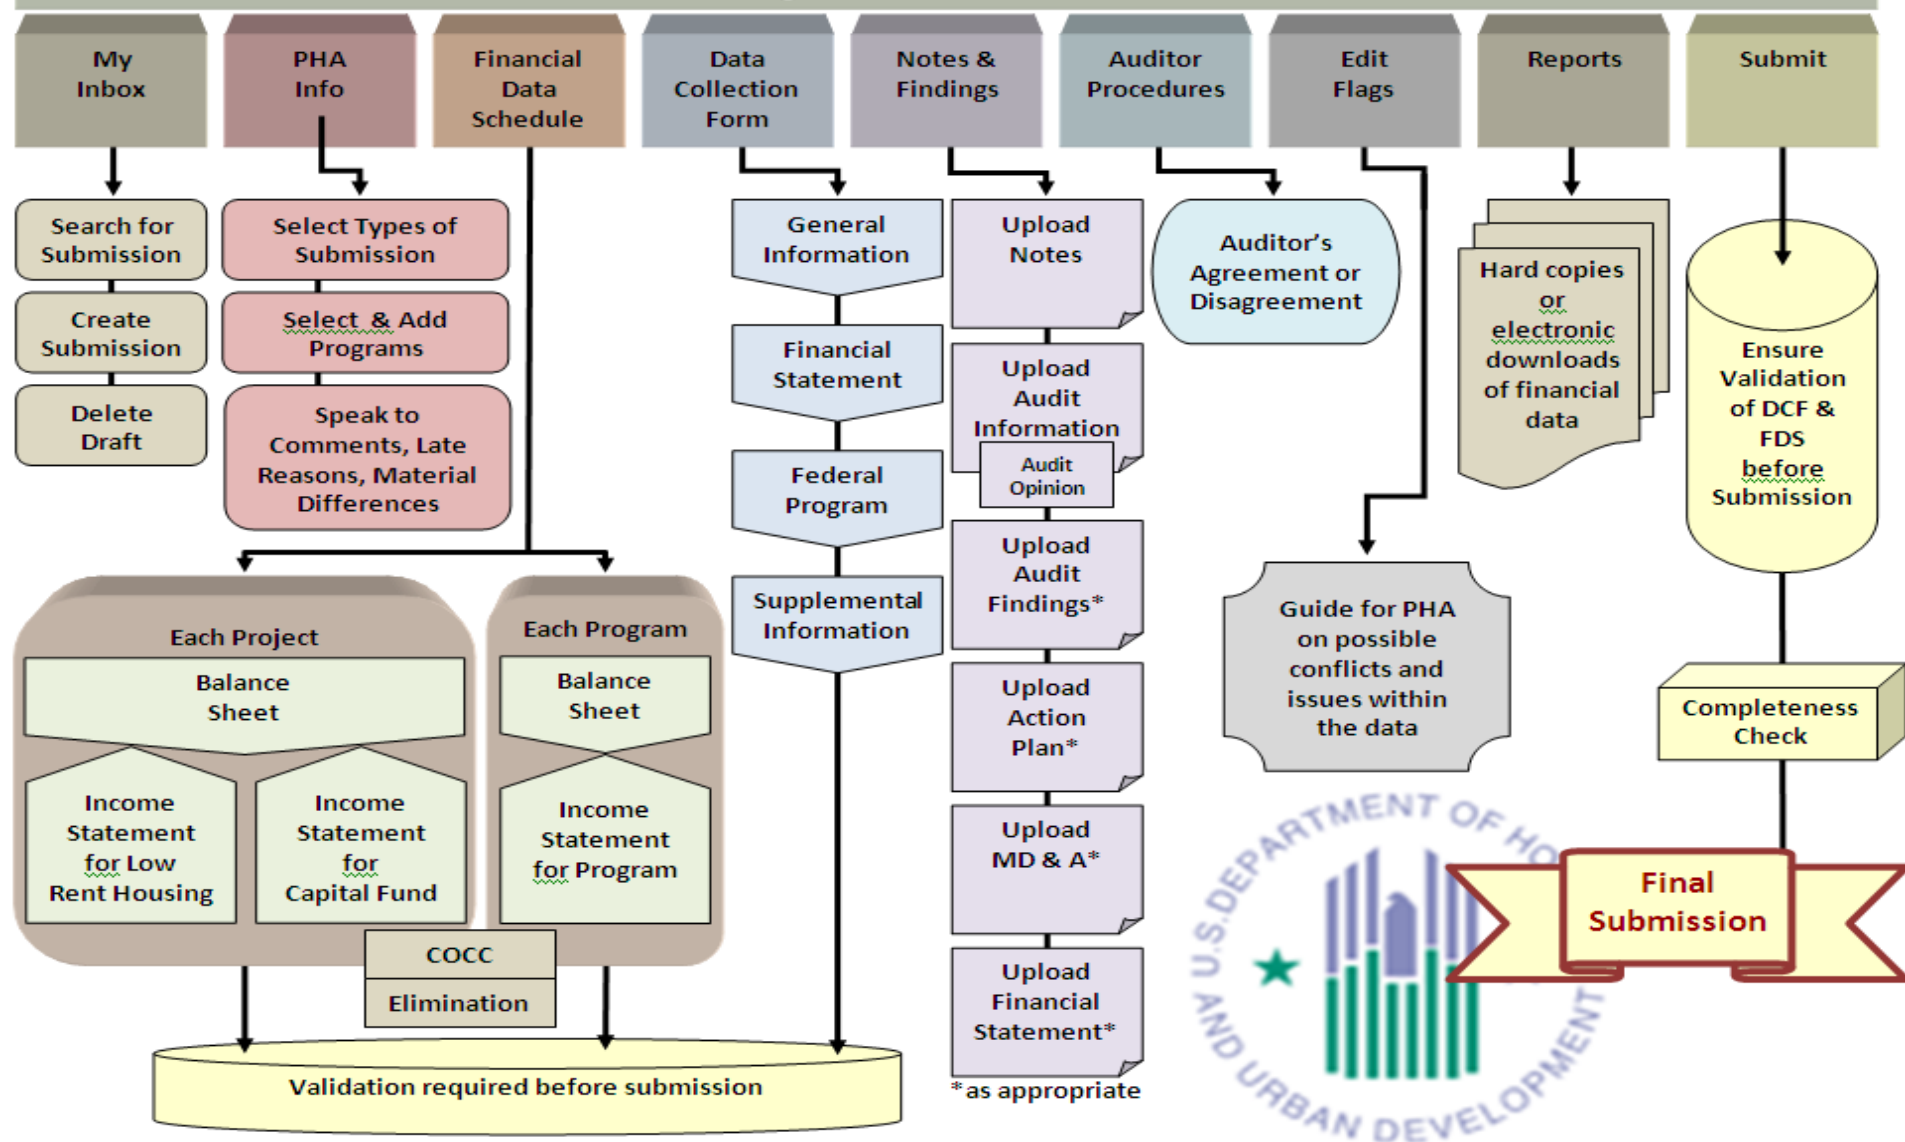 My
Inbox
PHA
Info
Financial
Data
Schedule
Data
Collection
Form
Notes &
Findings
Auditor
Procedures
Edit
Flags
Reports
Submit
Search for
Submission
Create
Submission
Delete
Draft
Select Types of
Submission
Select & Add
Programs
Speak to
Comments, Late
Reasons, Material
Differences
Each Project
Balance
Sheet
Income
Statement
for Low
Rent Housing
Income
Statement
for
Capital Fund
Each Program
Balance
Sheet
Income
Statement
for Program
COCC
Elimination
Validation required before submission
General
Information
Financial
Statement
Federal
Program
Supplemental
Information
Upload
Notes
Upload
Audit
Information
Audit
Opinion
Upload
Audit
Findings*
Upload
Action
Plan*
Upload
MD & A*
Upload
Financial
Statement*
*as appropriate
Auditor’s
Agreement or
Disagreement
Guide for PHA
on possible
conflicts and
issues within
the data
Hard copies
or
electronic
downloads
of financial
data
Ensure
Validation
of DCF &
FDS
before
Submission
Completeness
Check
Final
Submission
U.S.DEPARTMENT OF HO
AND URBAN DEVELOPMENT